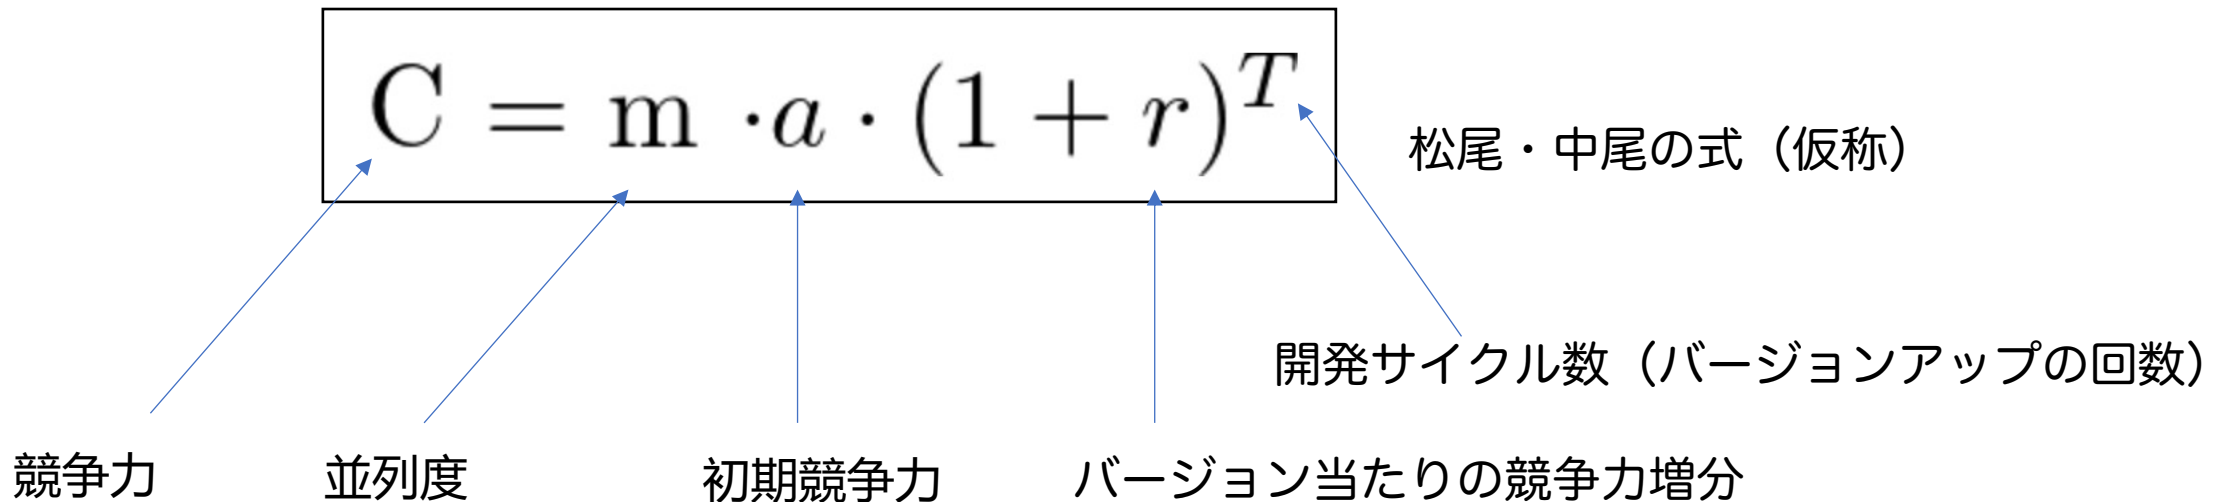 C = m ·a · (1 + r)^T
松尾・中尾の式（仮称）
開発サイクル数（バージョンアップの回数）
競争力
並列度
初期競争力
バージョン当たりの競争力増分